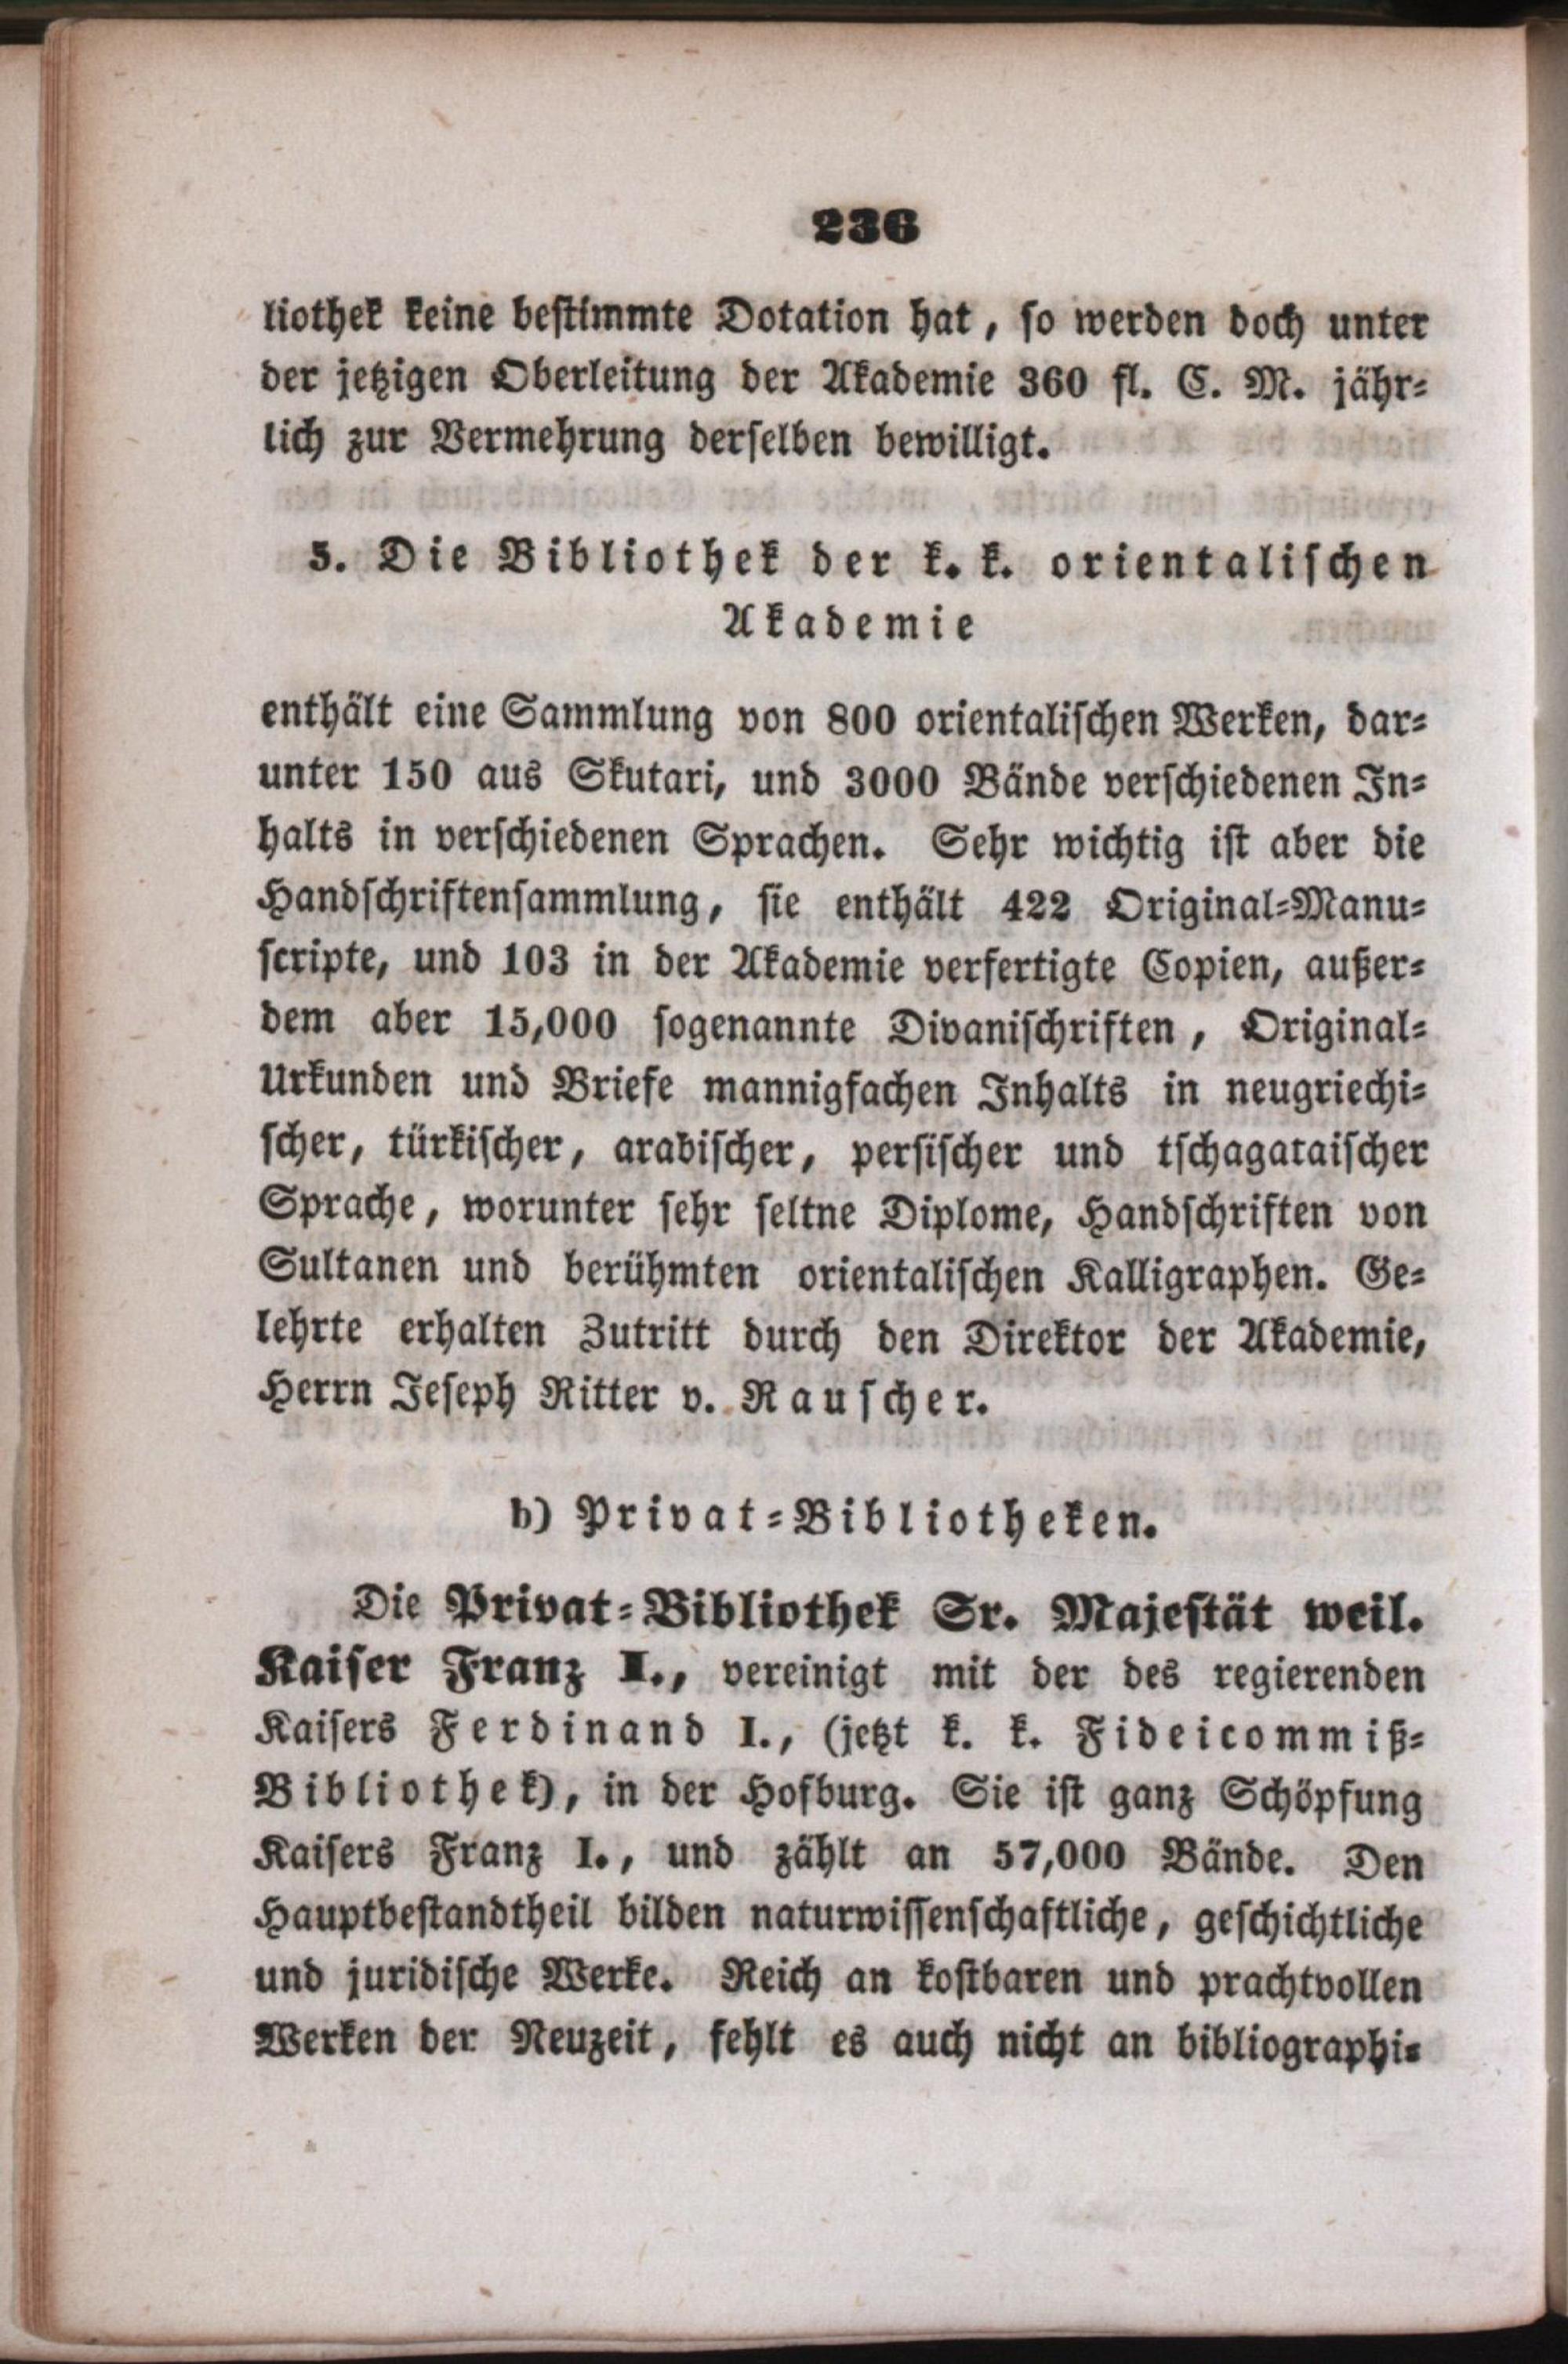 236
liothek keine bestimmte Dotation hat, so werden doch unter
der jetzigen Oberleitung der Akademie 360 fl. C. M. jähr-
lich zur Vermehrung derselben bewilligt.
5. Die Bibliothek der k. k. orientalischen
Akademie
enthält eine Sammlung von 800 orientalischen Werken, dar-
unter 150 aus Skutari, und 3000 Bände verschiedenen In-
halts in verschiedenen Sprachen. Sehr wichtig ist aber die
Handschriftensammlung, sie enthält 422 Original-Manu-
scripte, und 103 in der Akademie verfertigte Copien, außer-
dem aber 15,000 sogenannte Divanischriften, Original-
Urkunden und Briefe mannigfachen Inhalts in neugriechi-
scher, türkischer, arabischer, persischer und tschagataischer
Sprache, worunter sehr seltne Diplome, Handschriften von
Sultanen und berühmten orientalischen Kalligraphen. Ge-
lehrte erhalten Zutritt durch den Direktor der Akademie,
Herrn Jeseph Ritter v. Rauscher.
b) Privat-Bibliotheken.
Die Privat-Bibliothek Sr. Majestät weil.
Kaiser Franz I., vereinigt mit der des regierenden
Kaisers Ferdinand I., (jetzt k. k. Fideicommiß-
Bibliothek), in der Hofburg. Sie ist ganz Schöpfung
Kaisers Franz I., und zählt an 57,000 Bände. Den
Hauptbestandtheil bilden naturwissenschaftliche, geschichtliche
und juridische Werke. Reich an kostbaren und prachtvollen
Werken der Neuzeit, fehlt es auch nicht an bibliographi-